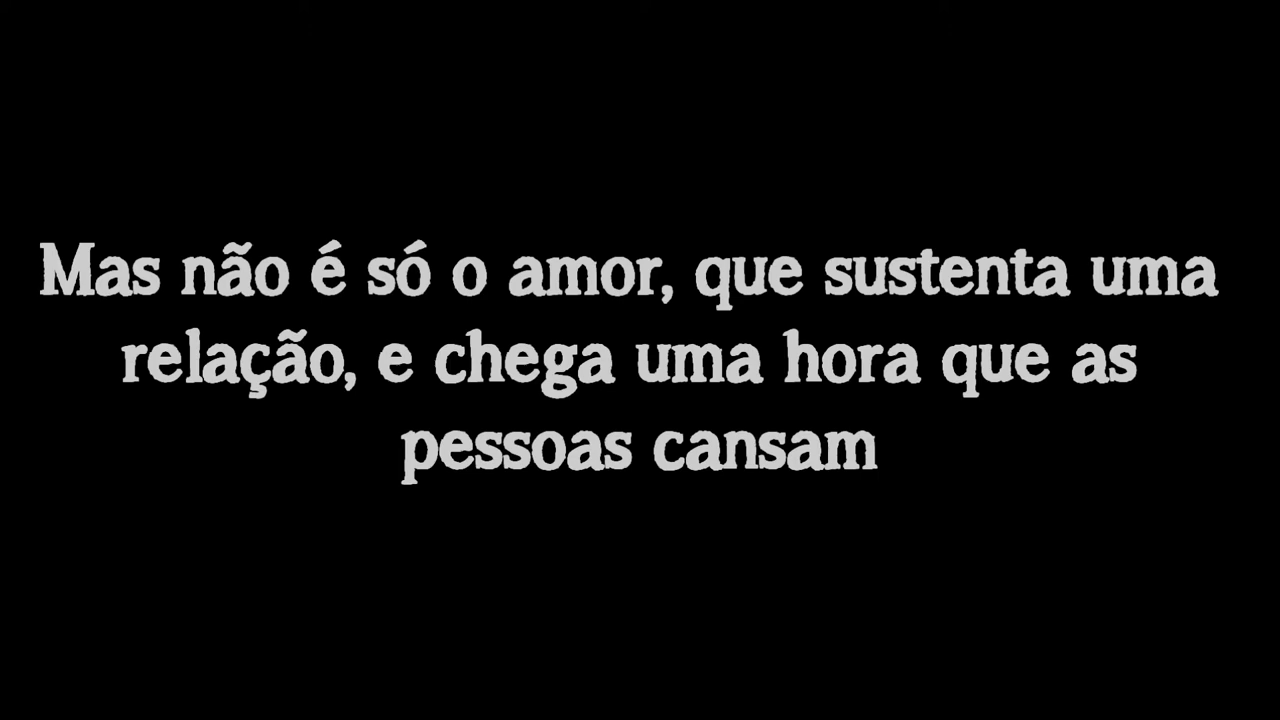 Mas não é só o amor, que sustenta uma
relação, e chega uma hora que as
pessoas cansam